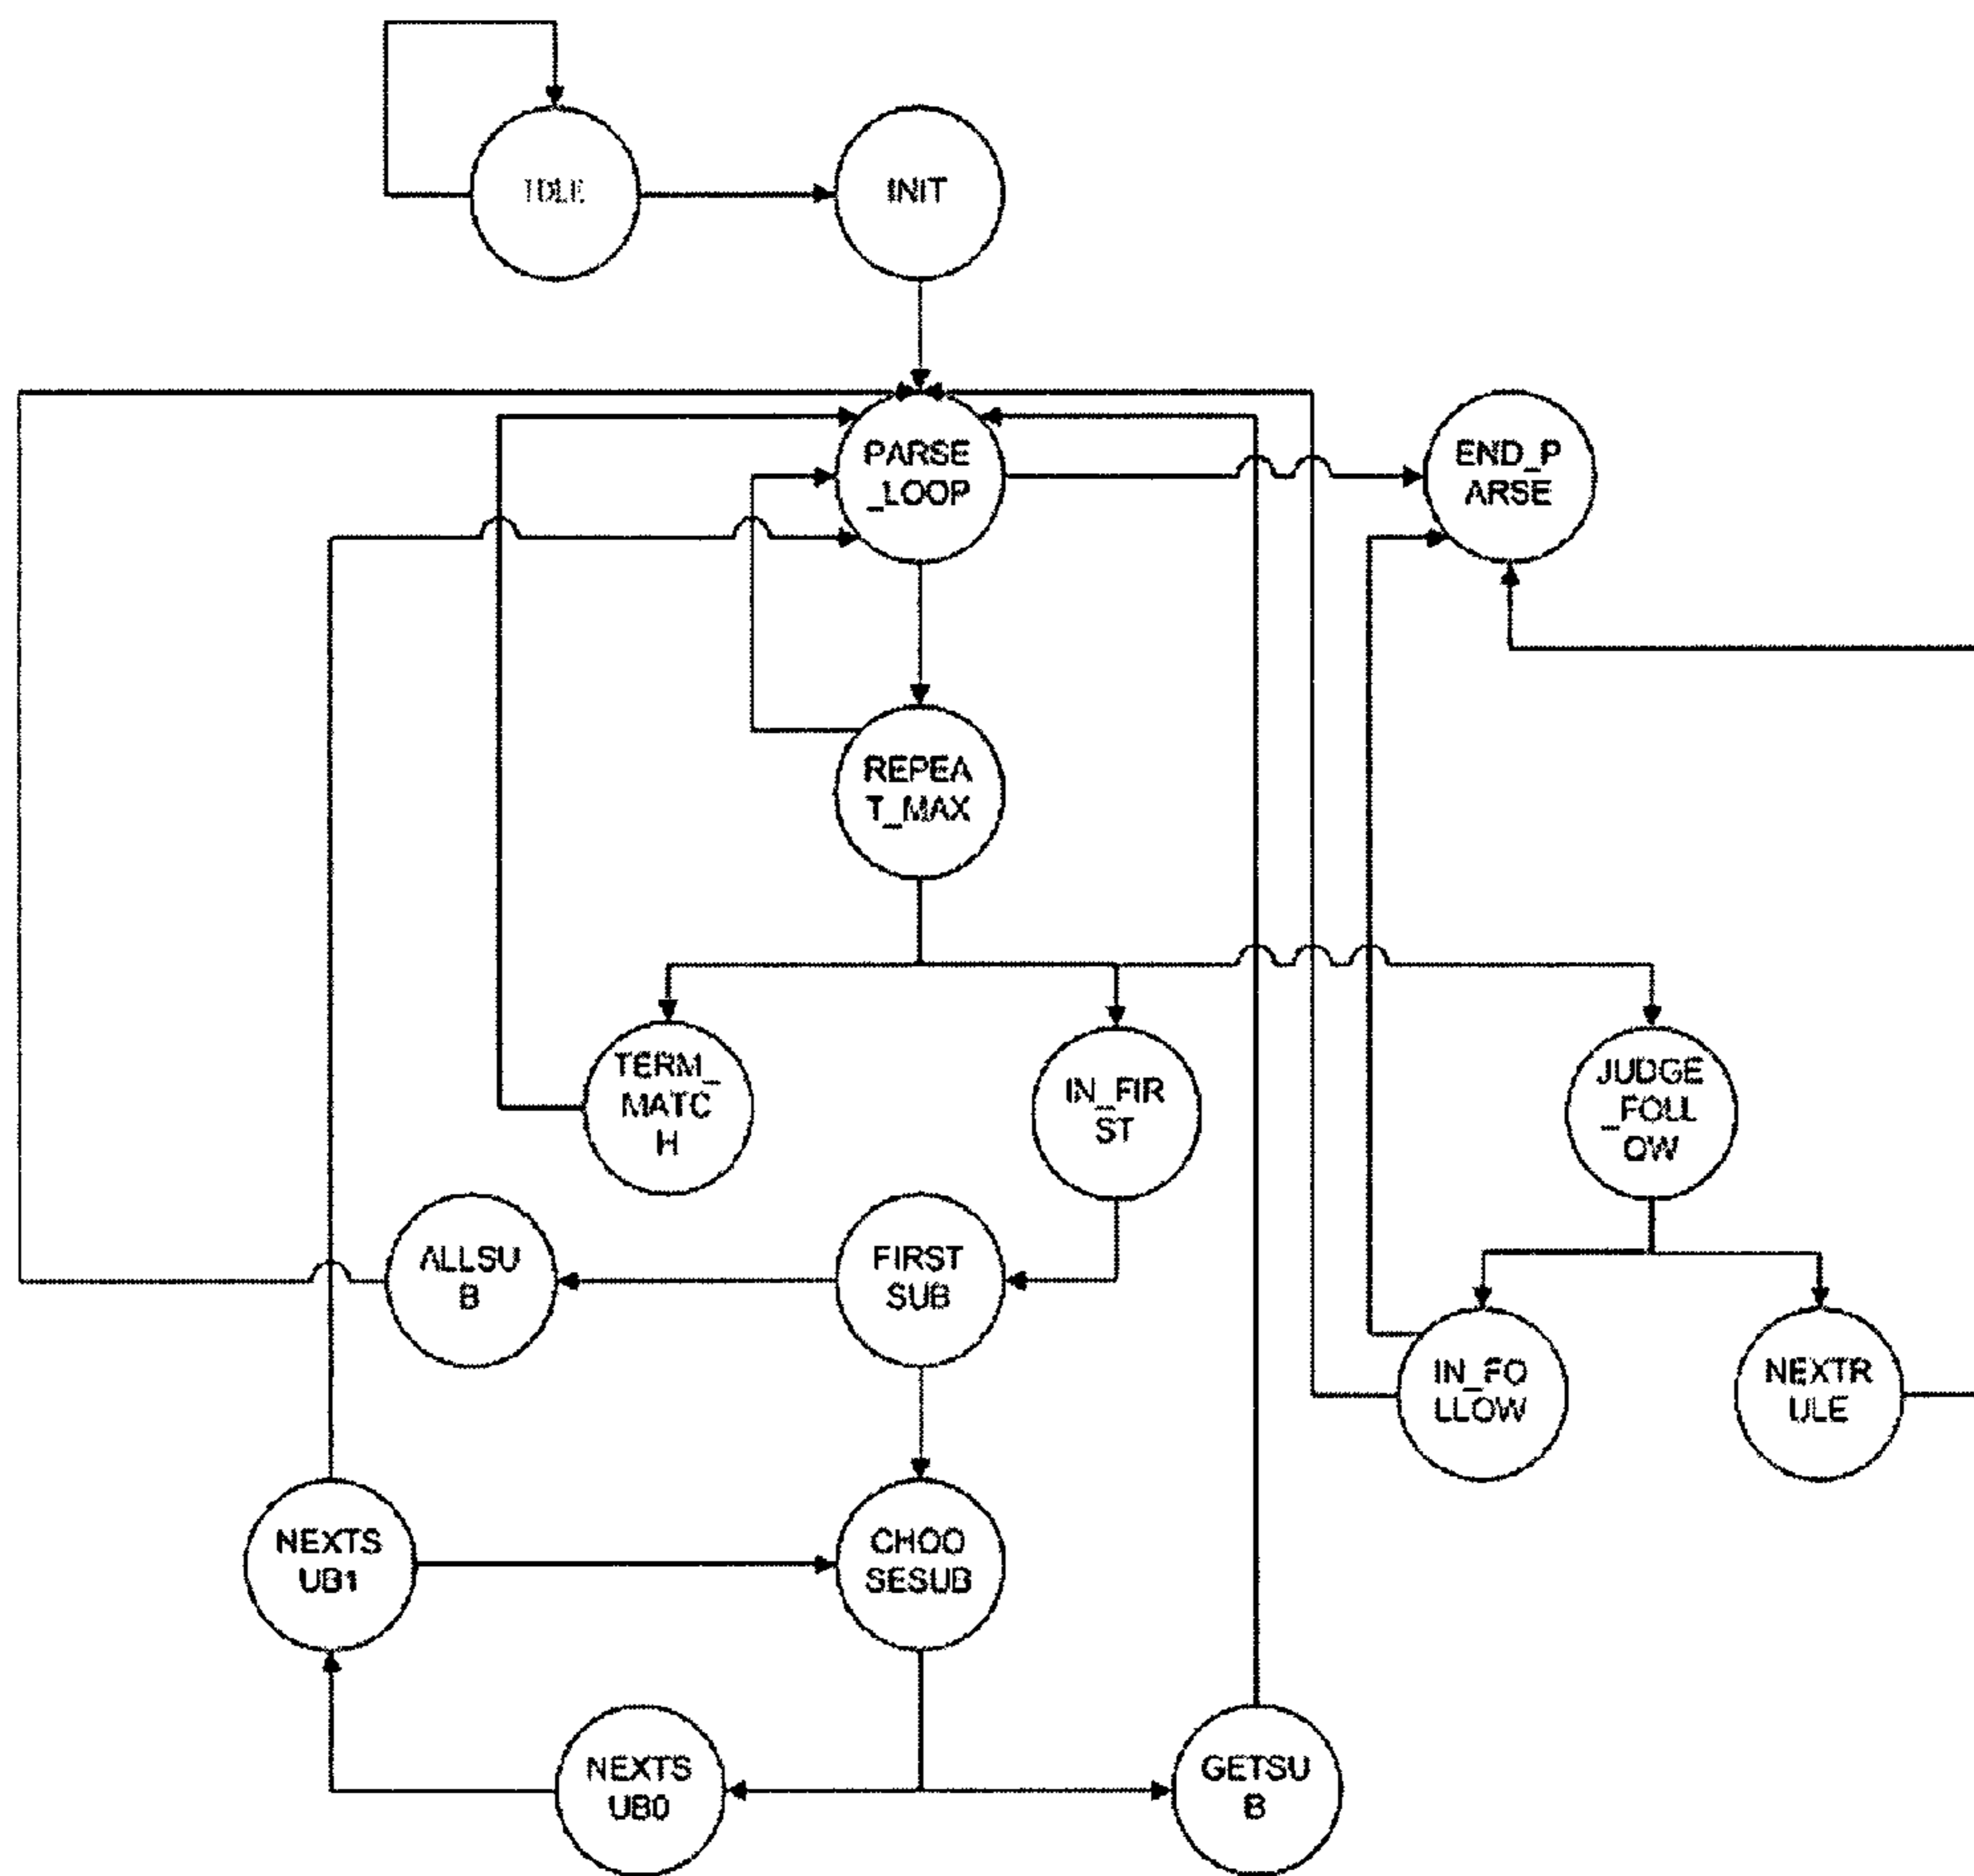 IDLE
INIT
PARSE
_LOOP
END_P
ARSE
REPEA
T_MAX
TERM_
MATC
H
IN_FIR
ST
JUDGE
_FOLL
OW
ALLSU
B
FIRST
SUB
IN_FO
LLOW
NEXTR
ULE
NEXTS
UB1
CHOO
SESUB
NEXTS
UB0
GETSU
B